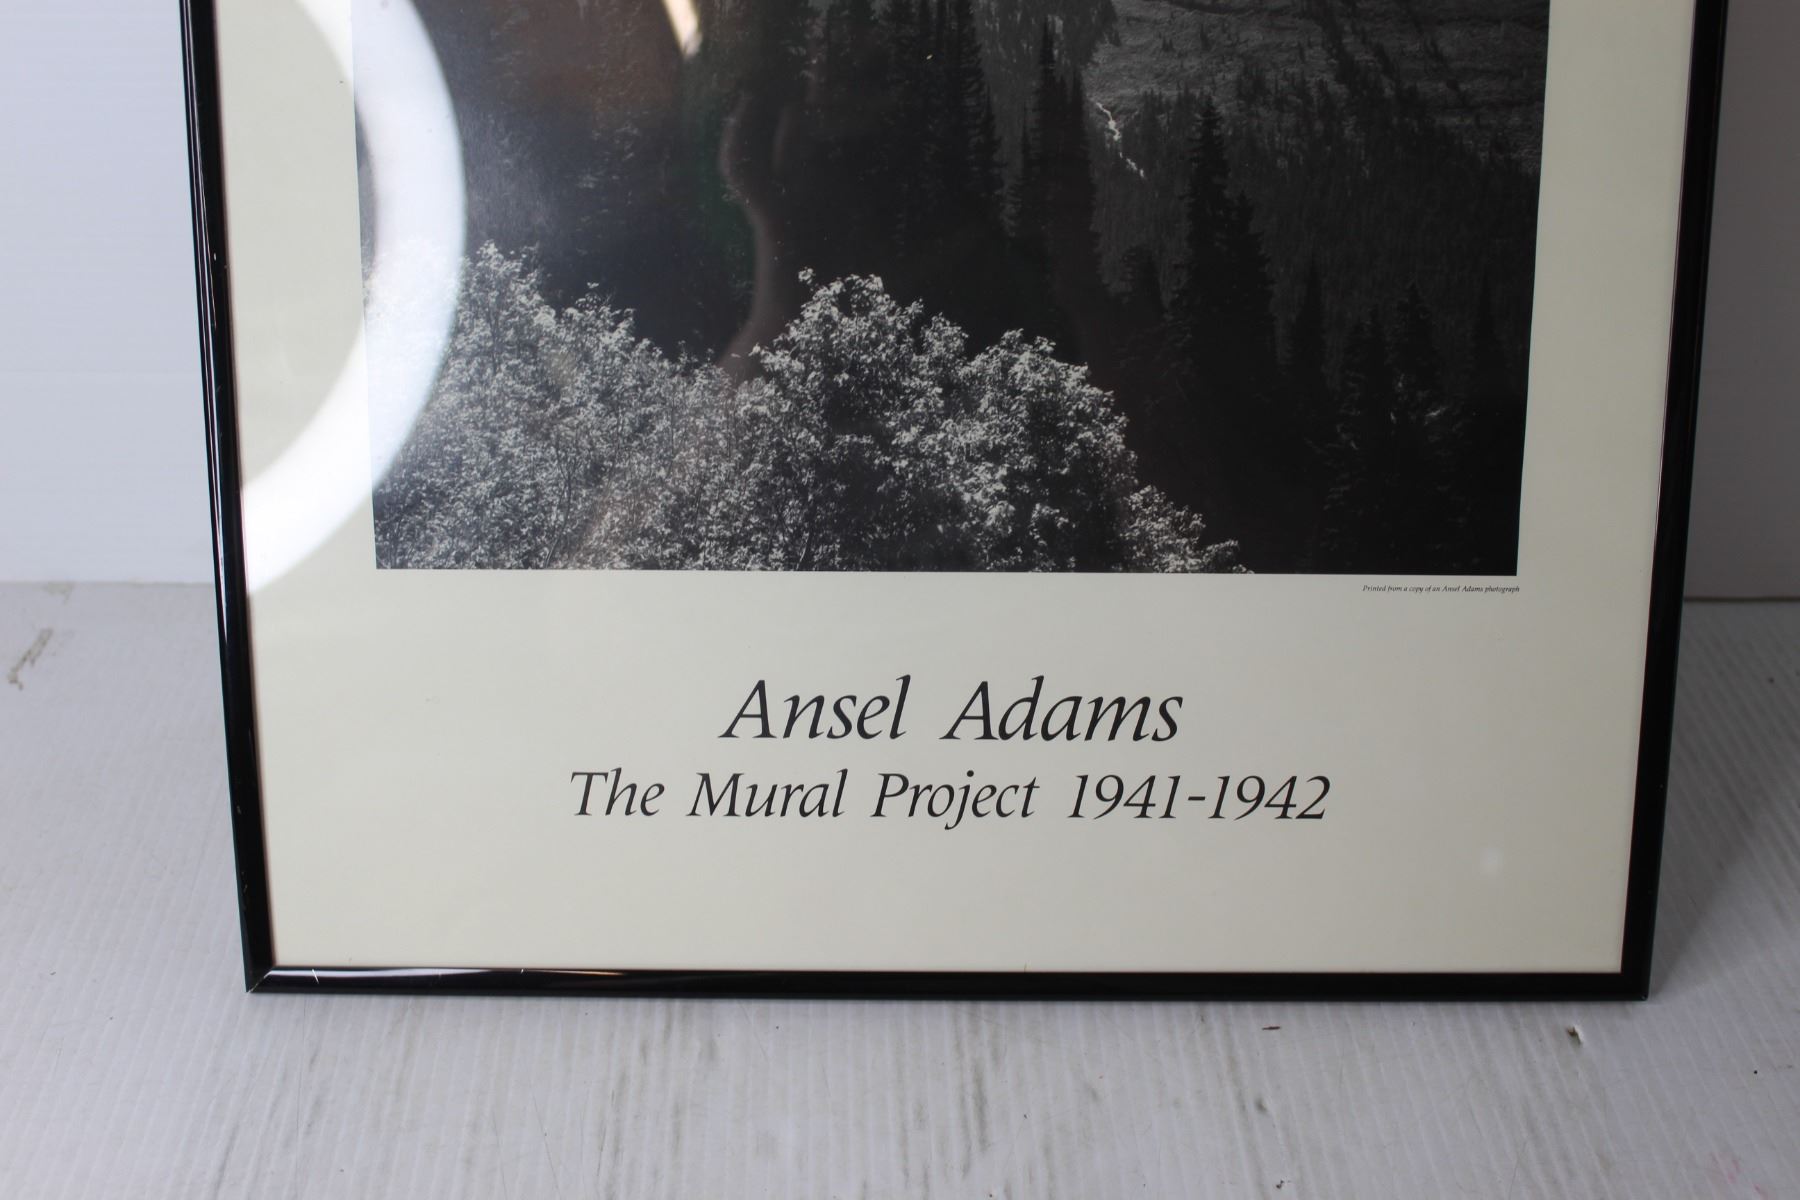 Printed from a copy of an Ansel Adams photograph
Ansel Adams
The Mural Project 1941-1942